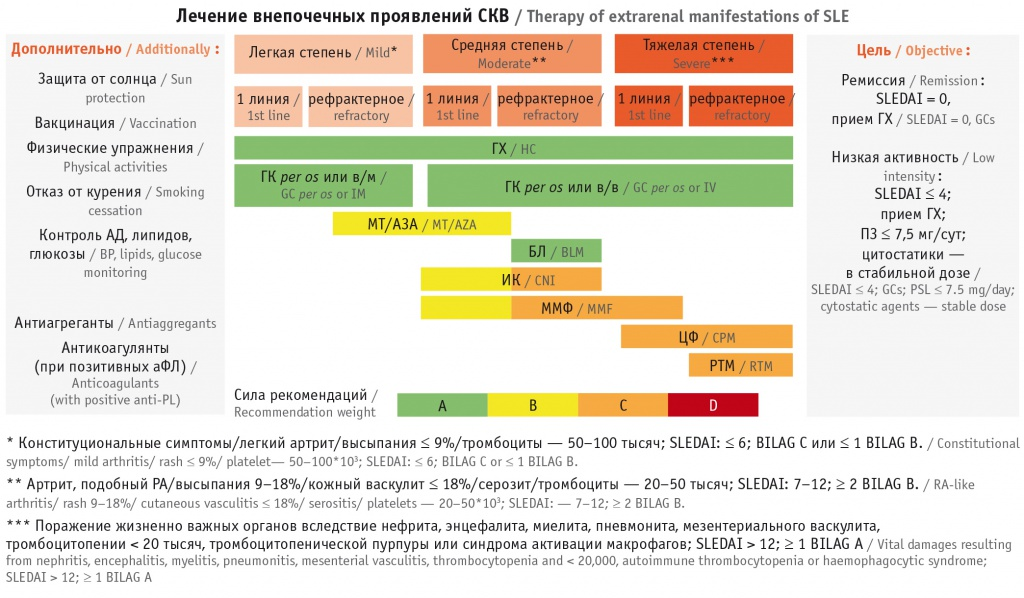 Лечение внепочечных проявлений СКВ / Therapy of extrarenal manifestations of SLE
Дополнительно / Additionally :
Защита от солнца / Sun
protection
Вакцинация / Vaccination
Физические упражнения /
Physical activities
Отказ от курения / Smoking
cessation
Контроль АД, липидов,
глюкозы / BP, lipids, glucose
monitoring
Антиагреганты / Antiaggregants
Антикоагулянты
(при позитивных аФЛ) /
Anticoagulants
(with positive anti-PL)
Легкая степень / Mild*
Средняя степень /
Moderate**
Тяжелая степень /
Severe***
1 линия /
1st line
рефрактерное /
refractory
1 линия /
1st line
рефрактерное /
refractory
1 линия /
1st line
рефрактерное /
refractory
ГХ / HC
ГК per os или в/м /
GC per os or IM
ГК per os или в/в / GC per os or IV
МТ/АЗА / MT/AZA
БЛ / BLM
ИК / CNI
ММФ / MMF
ЦФ / CPM
РТМ / RTM
Сила рекомендаций /
Recommendation weight
A B C D
Цель / Objective :
Ремиссия / Remission :
SLEDAI = 0,
прием ГХ / SLEDAI = 0, GCs
Низкая активность / Low
intensity :
SLEDAI ≤ 4;
прием ГХ;
ПЗ ≤ 7,5 мг/сут;
цитостатики —
в стабильной дозе /
SLEDAI ≤ 4; GCs; PSL ≤ 7.5 mg/day;
cytostatic agents — stable dose
* Конституциональные симптомы/легкий артрит/высыпания ≤ 9%/тромбоциты — 50–100 тысяч; SLEDAI: ≤ 6; BILAG C или ≤ 1 BILAG B. / Constitutional
symptoms/ mild arthritis/ rash ≤ 9%/ platelet— 50–100*10³; SLEDAI: ≤ 6; BILAG C or ≤ 1 BILAG B.
** Артрит, подобный РА/высыпания 9–18%/кожный васкулит ≤ 18%/серозит/тромбоциты — 20–50 тысяч; SLEDAI: 7–12; ≥ 2 BILAG B. / RA-like
arthritis/ rash 9–18%/ cutaneous vasculitis ≤ 18%/ serositis/ platelets — 20–50*10³; SLEDAI: — 7–12; ≥ 2 BILAG B.
*** Поражение жизненно важных органов вследствие нефрита, энцефалита, миелита, пневмонита, мезентериального васкулита,
тромбоцитопении < 20 тысяч, тромбоцитопенической пурпуры или синдрома активации макрофагов; SLEDAI > 12; ≥ 1 BILAG A / Vital damages resulting
from nephritis, encephalitis, myelitis, pneumonitis, mesenterial vasculitis, thrombocytopenia and < 20,000, autoimmune thrombocytopenia or haemophagocytic syndrome;
SLEDAI > 12; ≥ 1 BILAG A